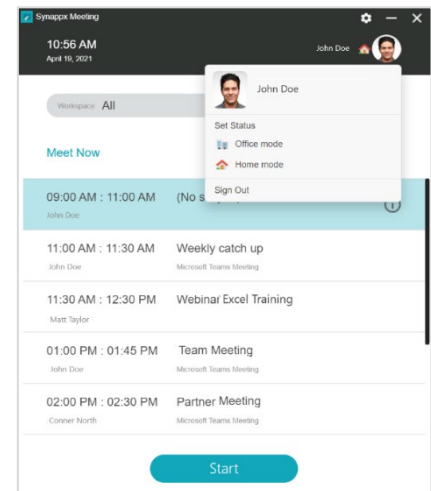 Synappx Meeting
10:56 AM
April 19, 2021
John Doe
John Doe
Set Status
Office mode
Home mode
Sign Out
Workspace All
Meet Now
09:00 AM : 11:00 AM (No s
John Doe
11:00 AM : 11:30 AM Weekly catch up
John Doe Microsoft Teams Meeting
11:30 AM : 12:30 PM Webinar Excel Training
Matt Taylor
01:00 PM : 01:45 PM Team Meeting
John Doe Microsoft Teams Meeting
02:00 PM : 02:30 PM Partner Meeting
Conner North Microsoft Teams Meeting
Start